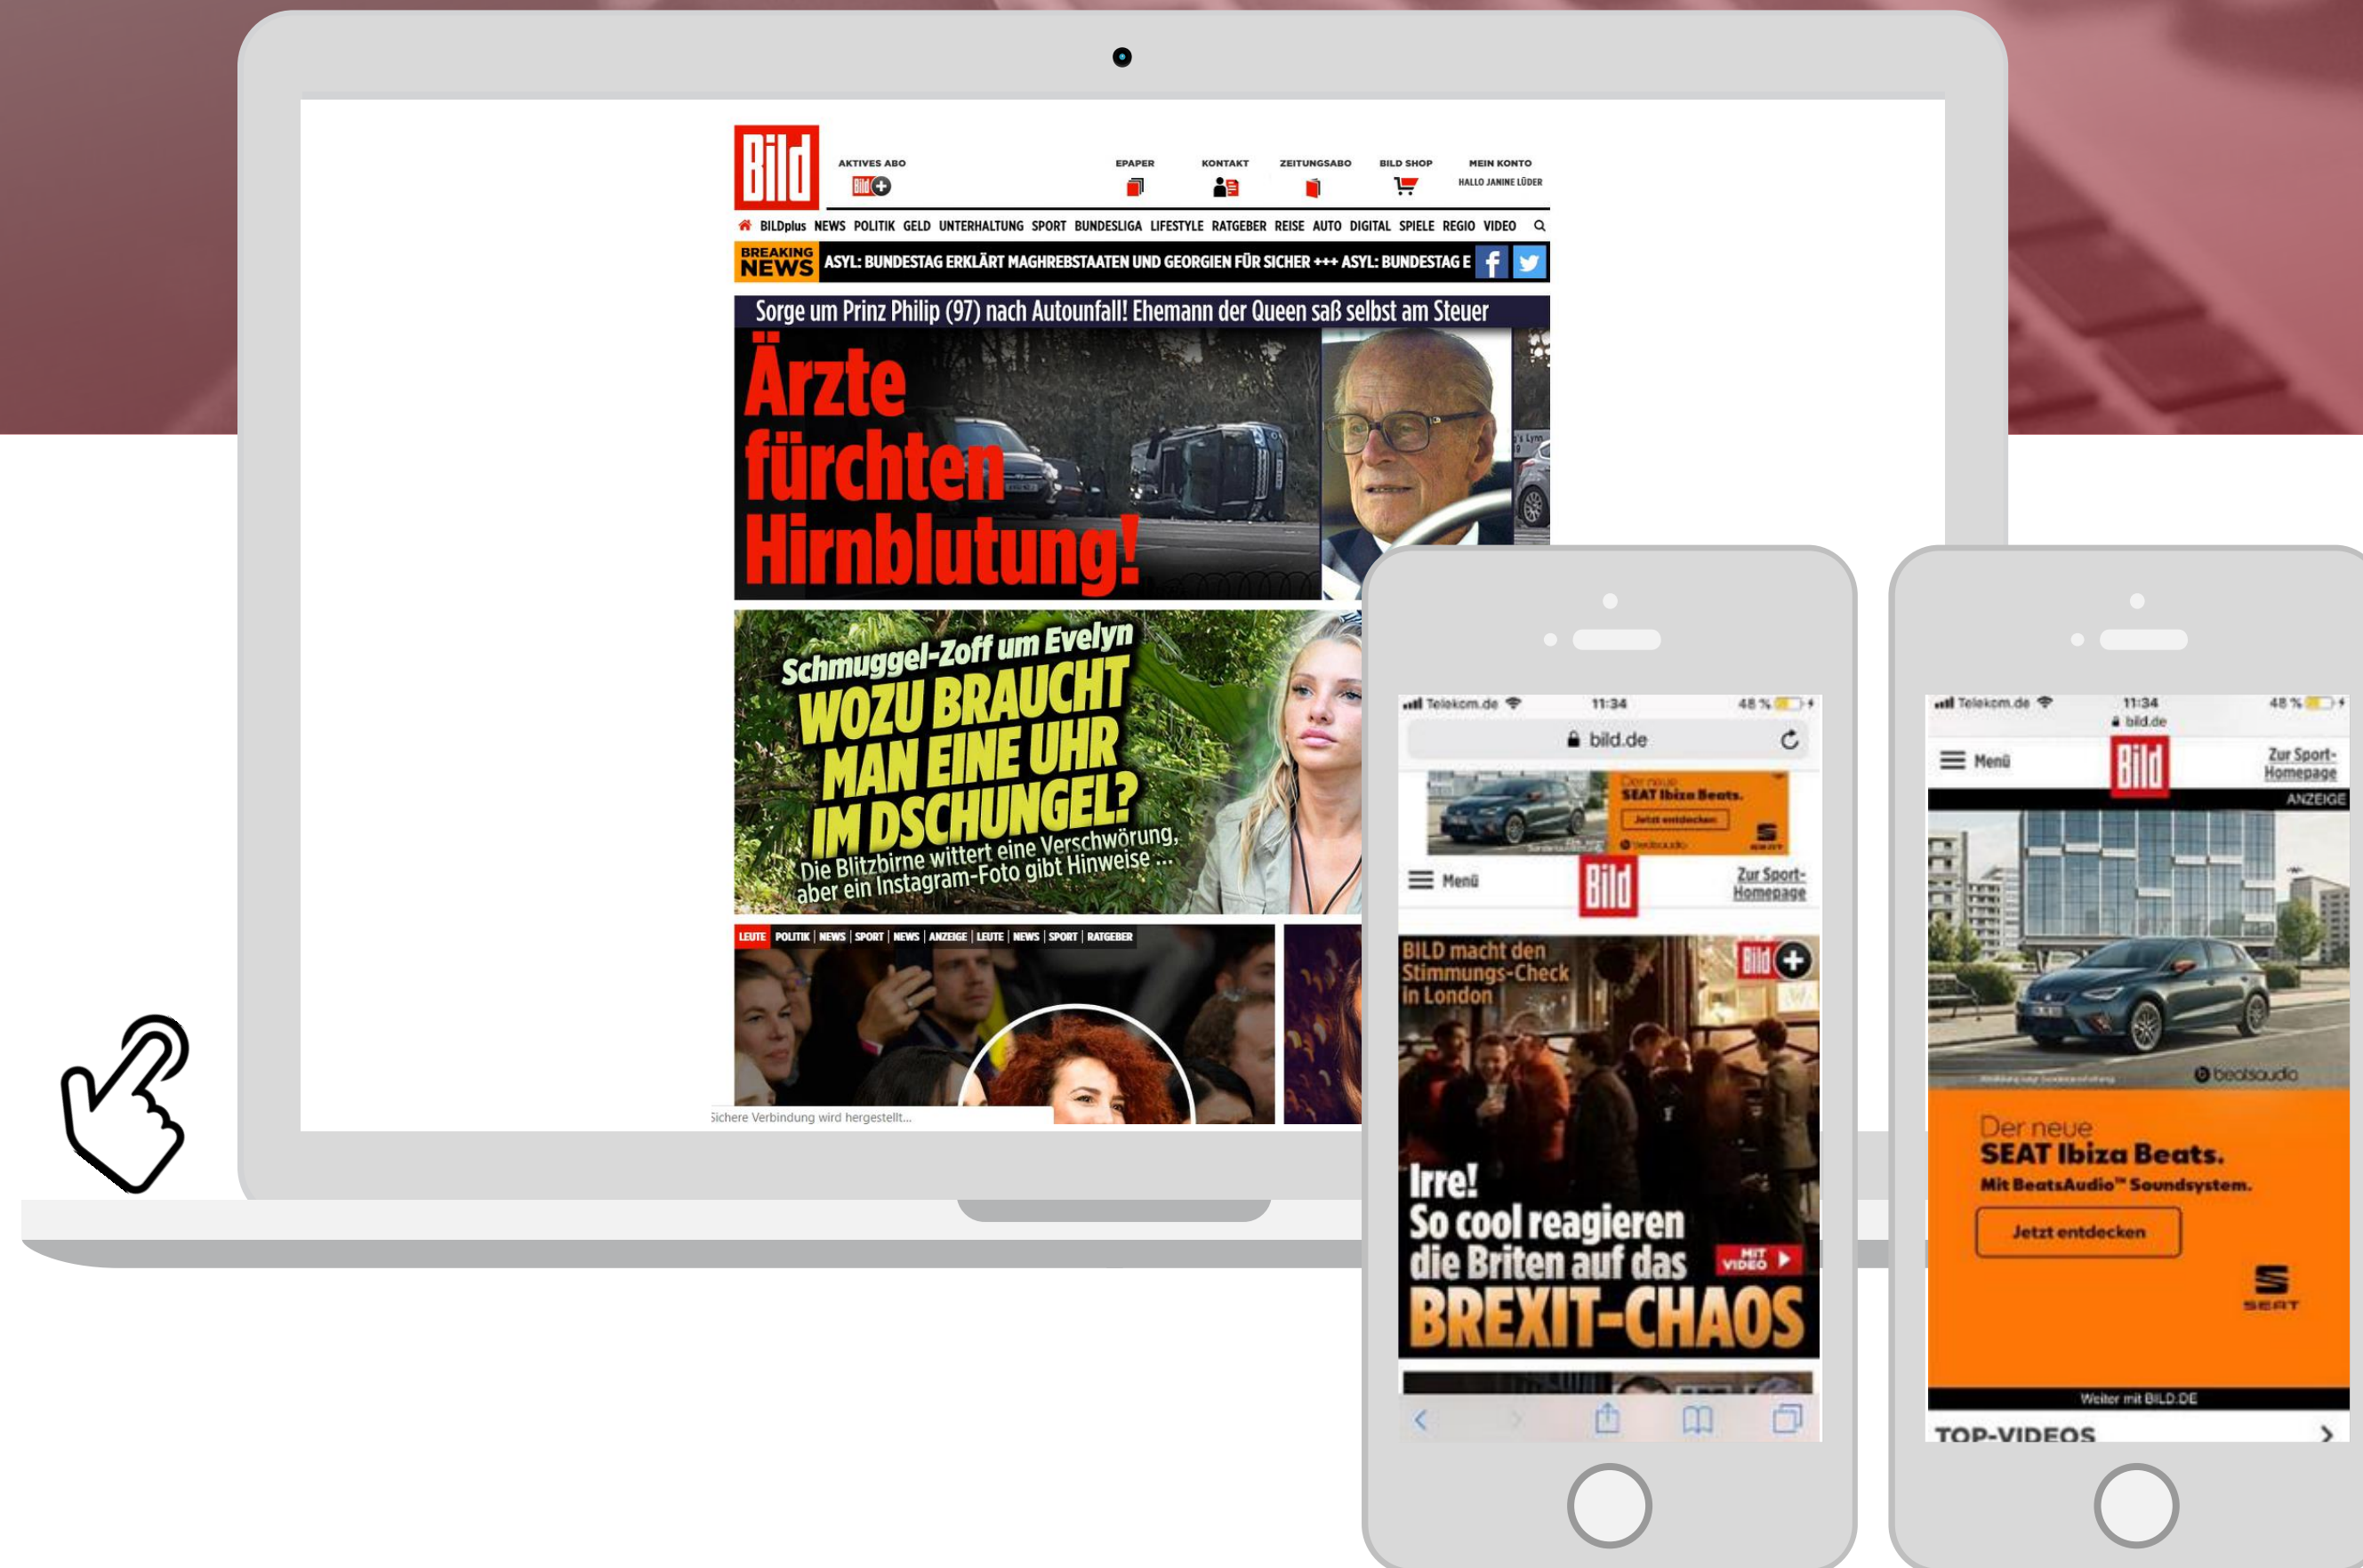 Bild
AKTIVES ABO
Bild +
EPAPER
KONTAKT
ZEITUNGSABO
BILD SHOP
MEIN KONTO
HALLO JANINE LÜDER
BILDplus NEWS POLITIK GELD UNTERHALTUNG SPORT BUNDESLIGA LIFESTYLE RATGEBER REISE AUTO DIGITAL SPIELE REGIO VIDEO
BREAKING
NEWS
ASYL: BUNDESTAG ERKLÄRT MAGHREBSTAATEN UND GEORGIEN FÜR SICHER +++ ASYL: BUNDESTAG E
Sorge um Prinz Philip (97) nach Autounfall! Ehemann der Queen saß selbst am Steuer
Ärzte
fürchten
Hirnblutung!
Schmuggel-Zoff um Evelyn
WOZU BRAUCHT
MAN EINE UHR
IM DSCHUNGEL?
Die Blitzbirne wittert eine Verschwörung,
aber ein Instagram-Foto gibt Hinweise ...
LEUTE POLITIK | NEWS | SPORT | NEWS | ANZEIGE | LEUTE | NEWS | SPORT | RATGEBER
Sichere Verbindung wird hergestellt...
Telekom.de
11:34
48 %
bild.de
Der neue
SEAT Ibiza Beats.
Jetzt entdecken
beatsaudio
Menü
Bild
Zur Sport-
Homepage
BILD macht den
Stimmungs-Check
in London
Bild +
Irre!
So cool reagieren
die Briten auf das
MIT
VIDEO
BREXIT-CHAOS
Telekom.de
11:34
48 %
bild.de
Menü
Bild
Zur Sport-
Homepage
ANZEIGE
beatsaudio
Der neue
SEAT Ibiza Beats.
Mit BeatsAudio™ Soundsystem.
Jetzt entdecken
SEAT
Weiter mit BILD.DE
TOP-VIDEOS